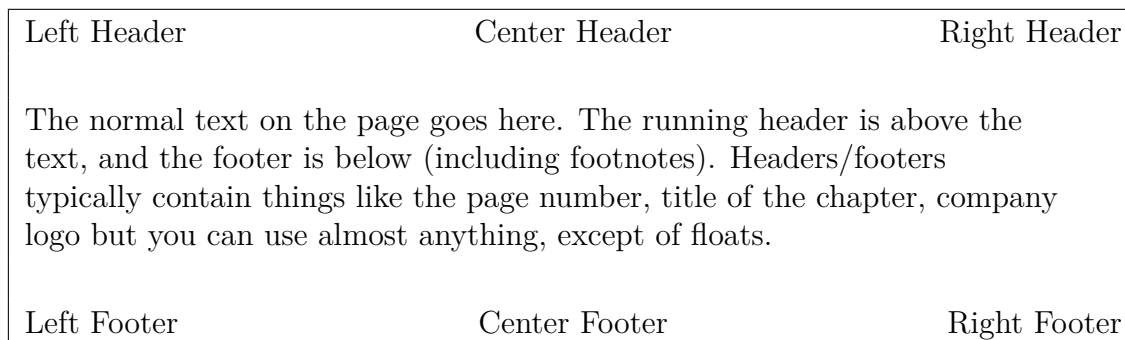 Left Header Center Header Right Header
The normal text on the page goes here. The running header is above the
text, and the footer is below (including footnotes). Headers/footers
typically contain things like the page number, title of the chapter, company
logo but you can use almost anything, except of floats.
Left Footer Center Footer Right Footer